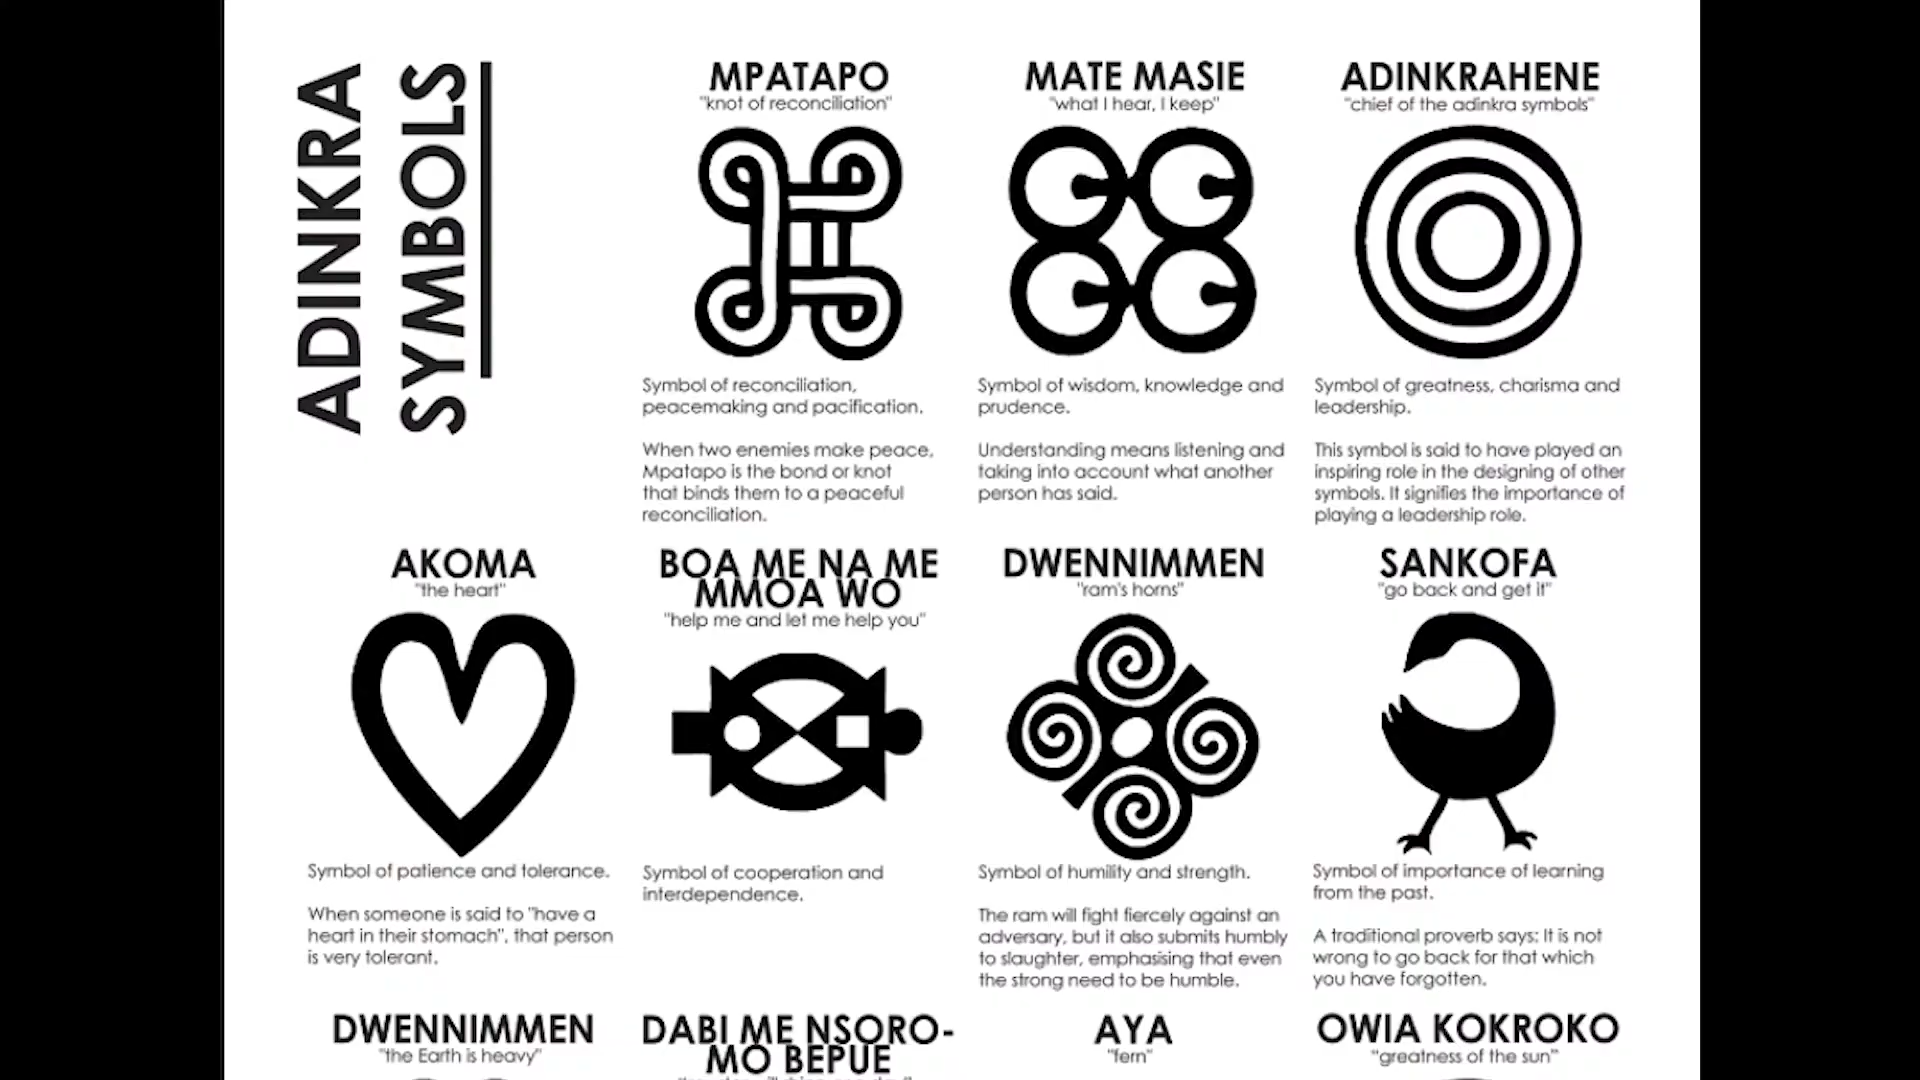 ADINKRA
SYMBOLS
MPATAPO
"knot of reconciliation"
Symbol of reconciliation,
peacemaking and pacification.
When two enemies make peace,
Mpatapo is the bond or knot
that binds them to a peaceful
reconciliation.
MATE MASIE
"what I hear, I keep"
Symbol of wisdom, knowledge and
prudence.
Understanding means listening and
taking into account what another
person has said.
ADINKRAHENE
"chief of the adinkra symbols"
Symbol of greatness, charisma and
leadership.
This symbol is said to have played an
inspiring role in the designing of other
symbols. It signifies the importance of
playing a leadership role.
AKOMA
"the heart"
Symbol of patience and tolerance.
When someone is said to "have a
heart in their stomach", that person
is very tolerant.
BOA ME NA ME
MMOA WO
"help me and let me help you"
Symbol of cooperation and
interdependence.
DWENNIMMEN
"ram's horns"
Symbol of humility and strength.
The ram will fight fiercely against an
adversary, but it also submits humbly
to slaughter, emphasising that even
the strong need to be humble.
SANKOFA
"go back and get it"
Symbol of importance of learning
from the past.
A traditional proverb says: It is not
wrong to go back for that which
you have forgotten.
DWENNIMMEN
"the Earth is heavy"
DABI ME NSORO-
MO BEPUE
AYA
"fern"
OWIA KOKROKO
"greatness of the sun"